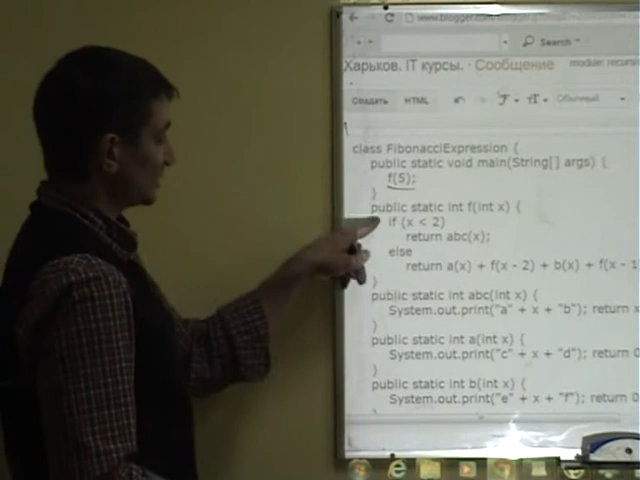 www.blogger.com
Search
Харьков. IT курсы. · Сообщение module: recursi
Создать HTML Обычный
class FibonacciExpression {
public static void main(String[] args) {
f(5);
}
public static int f(int x) {
if (x < 2)
return abc(x);
else
return a(x) + f(x - 2) + b(x) + f(x - 1
}
public static int abc(int x) {
System.out.print("a" + x + "b"); return x
}
public static int a(int x) {
System.out.print("c" + x + "d"); return 0
}
public static int b(int x) {
System.out.print("e" + x + "f"); return 0
}